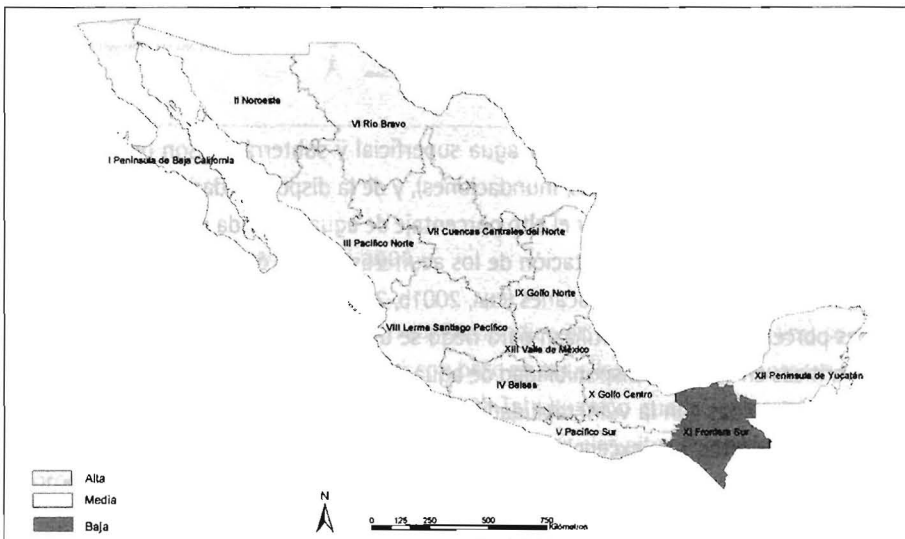 II Noroeste
VI Río Bravo
I Península de Baja California
VII Cuencas Centrales del Norte
III Pacífico Norte
IX Golfo Norte
VIII Lerma Santiago Pacífico
XIII Valle de México
XII Península de Yucatán
IV Balsas
X Golfo Centro
V Pacífico Sur
XI Frontera Sur
Alta
Media
Baja
N
0 125 250 500 750
Kilómetros